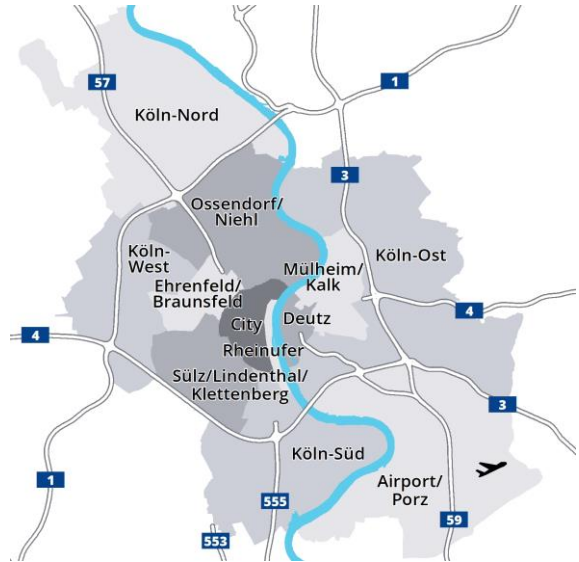 57
1
Köln-Nord
3
Ossendorf/
Niehl
Köln-
West
Köln-Ost
Mülheim/
Kalk
Ehrenfeld/
Braunsfeld
4
City
Deutz
4
Rheinufer
Sülz/Lindenthal/
Klettenberg
3
Köln-Süd
1
Airport/
Porz
555
59
553